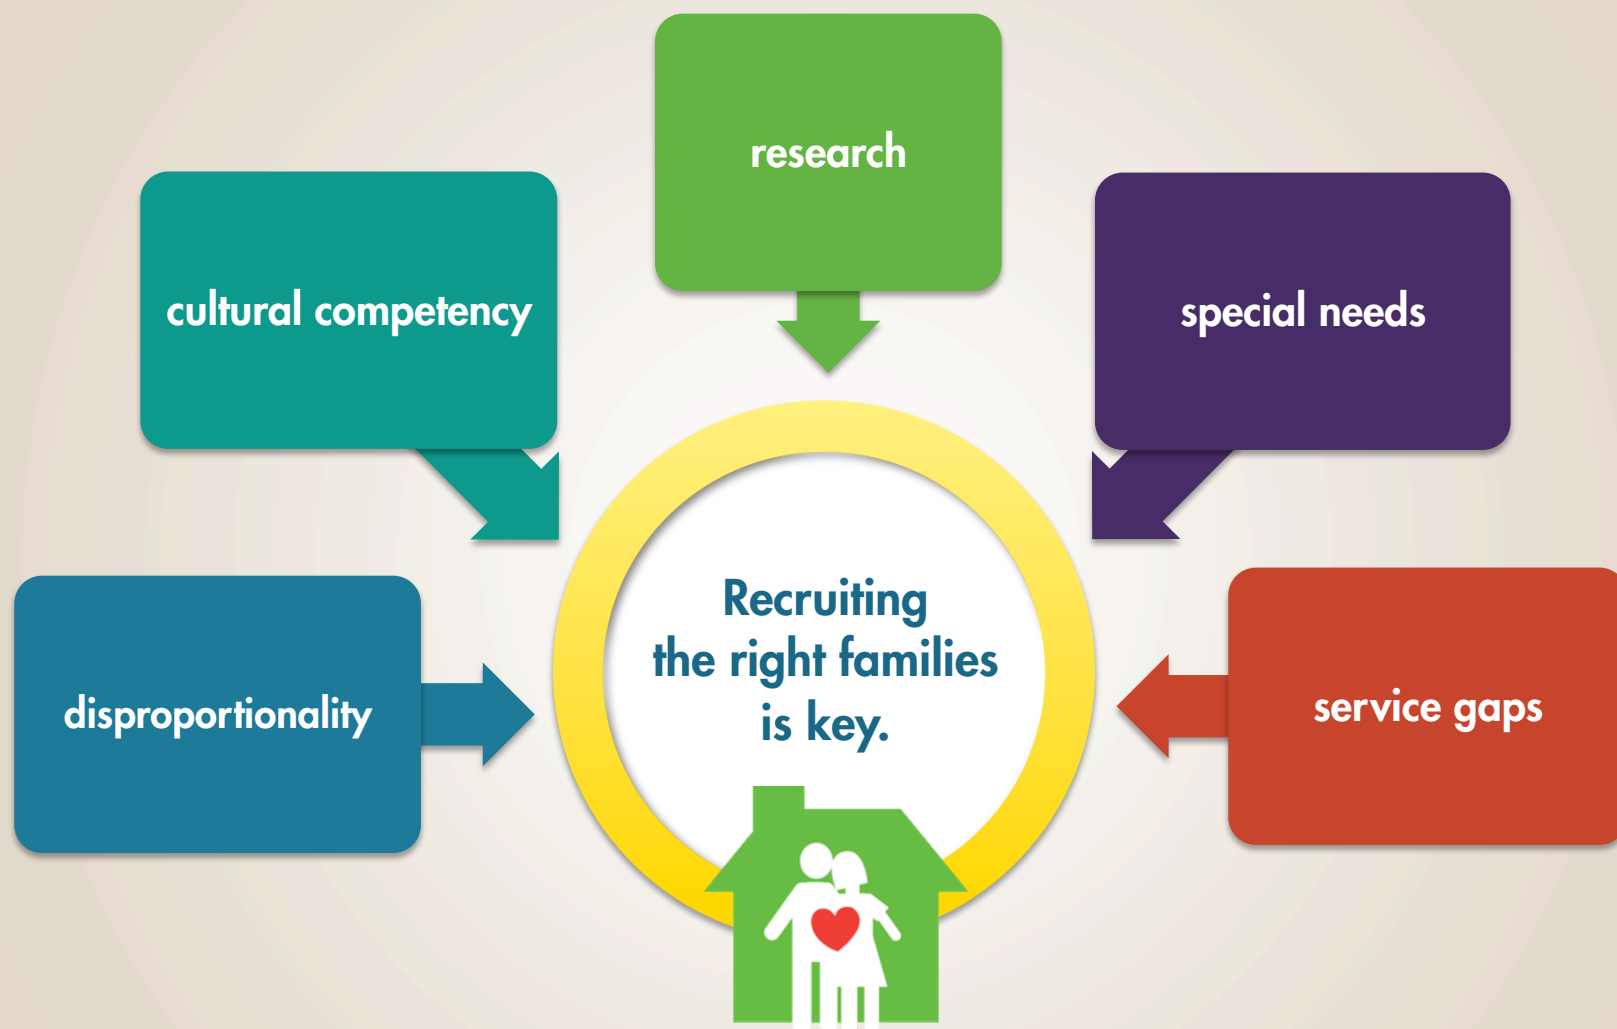 research
cultural competency
special needs
Recruiting
the right families
is key.
disproportionality
service gaps